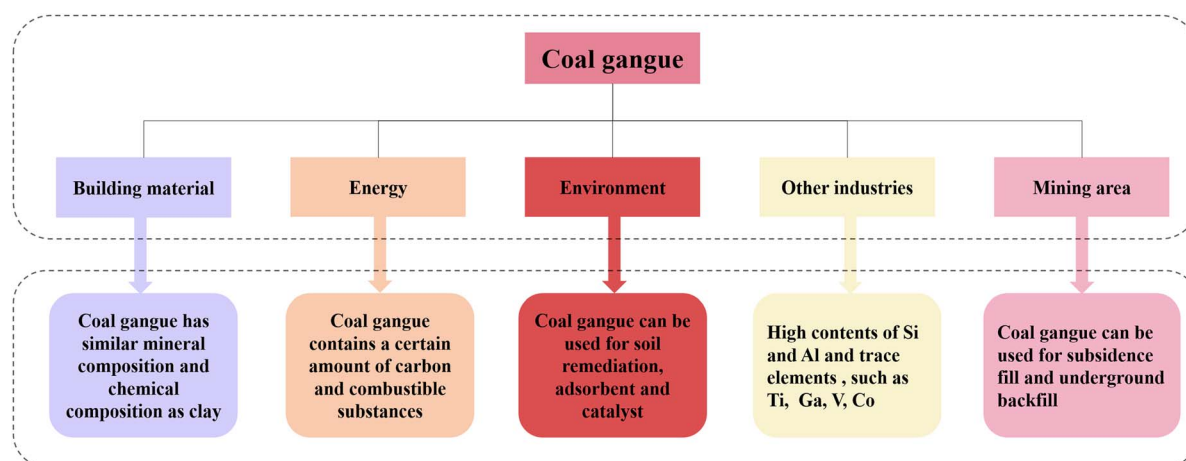 Coal gangue
Building material
Energy
Environment
Other industries
Mining area
Coal gangue has
similar mineral
composition and
chemical
composition as clay
Coal gangue
contains a certain
amount of carbon
and combustible
substances
Coal gangue can be
used for soil
remediation,
adsorbent and
catalyst
High contents of Si
and Al and trace
elements , such as
Ti, Ga, V, Co
Coal gangue can be
used for subsidence
fill and underground
backfill